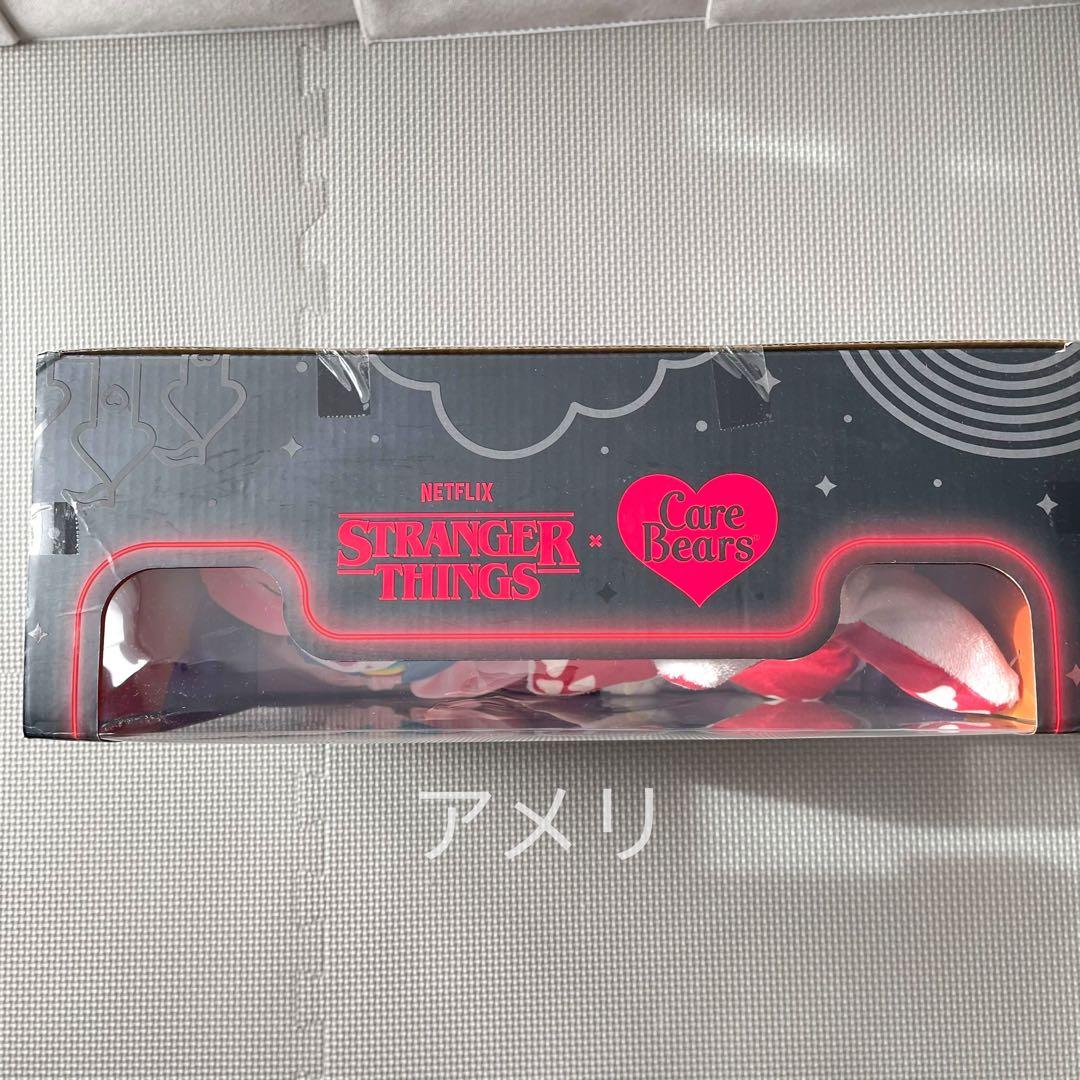 NETFLIX
STRANGER
THINGS
×
Care
Bears®
アメリ